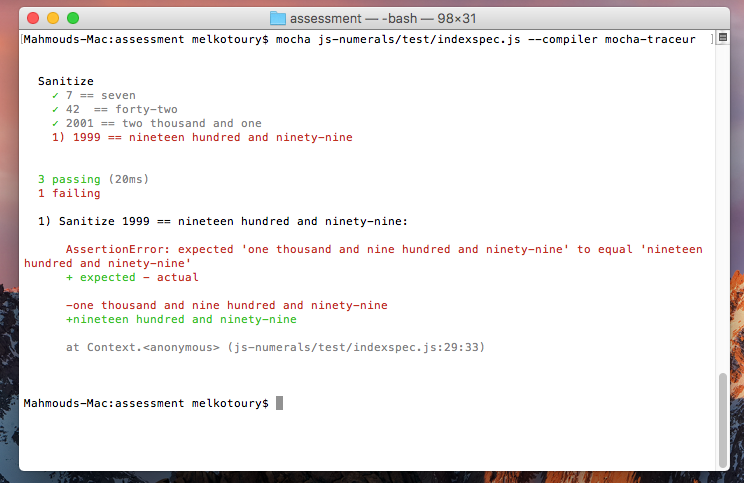 assessment — -bash — 98×31
[Mahmouds-Mac:assessment melkotoury$ mocha js-numerals/test/indexspec.js --compiler mocha-traceur ]
Sanitize
✓ 7 == seven
✓ 42  == forty-two
✓ 2001 == two thousand and one
1) 1999 == nineteen hundred and ninety-nine
3 passing (20ms)
1 failing
1) Sanitize 1999 == nineteen hundred and ninety-nine:
AssertionError: expected 'one thousand and nine hundred and ninety-nine' to equal 'nineteen
hundred and ninety-nine'
+ expected - actual
-one thousand and nine hundred and ninety-nine
+nineteen hundred and ninety-nine
at Context.<anonymous> (js-numerals/test/indexspec.js:29:33)
Mahmouds-Mac:assessment melkotoury$